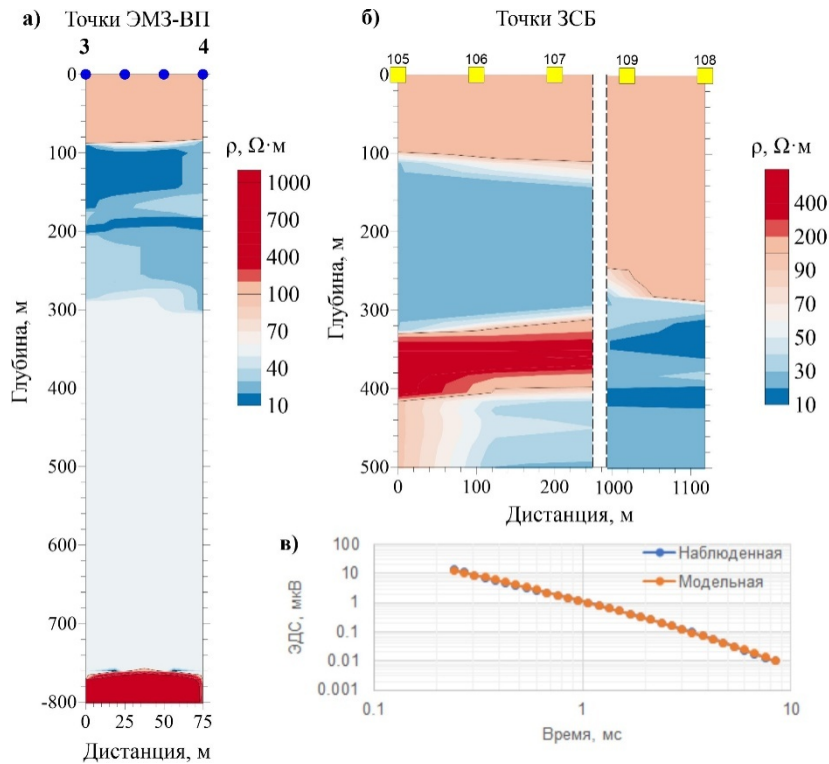 а) Точки ЭМЗ-ВП
3 4
0
100
200
300
400
500
600
700
-800
Глубина, м
0 25 50 75
Дистанция, м
ρ, Ω·м
1000
700
400
100
70
40
10
б) Точки ЗСБ
105 106 107 109 108
0
100
200
300
400
500
Глубина, м
0 100 200 1000 1100
Дистанция, м
ρ, Ω·м
400
200
90
70
50
30
10
в)
100
10
1
0.1
0.01
0.001
ЭДС, мкВ
Наблюденная
Модельная
0.1 1 10
Время, мс